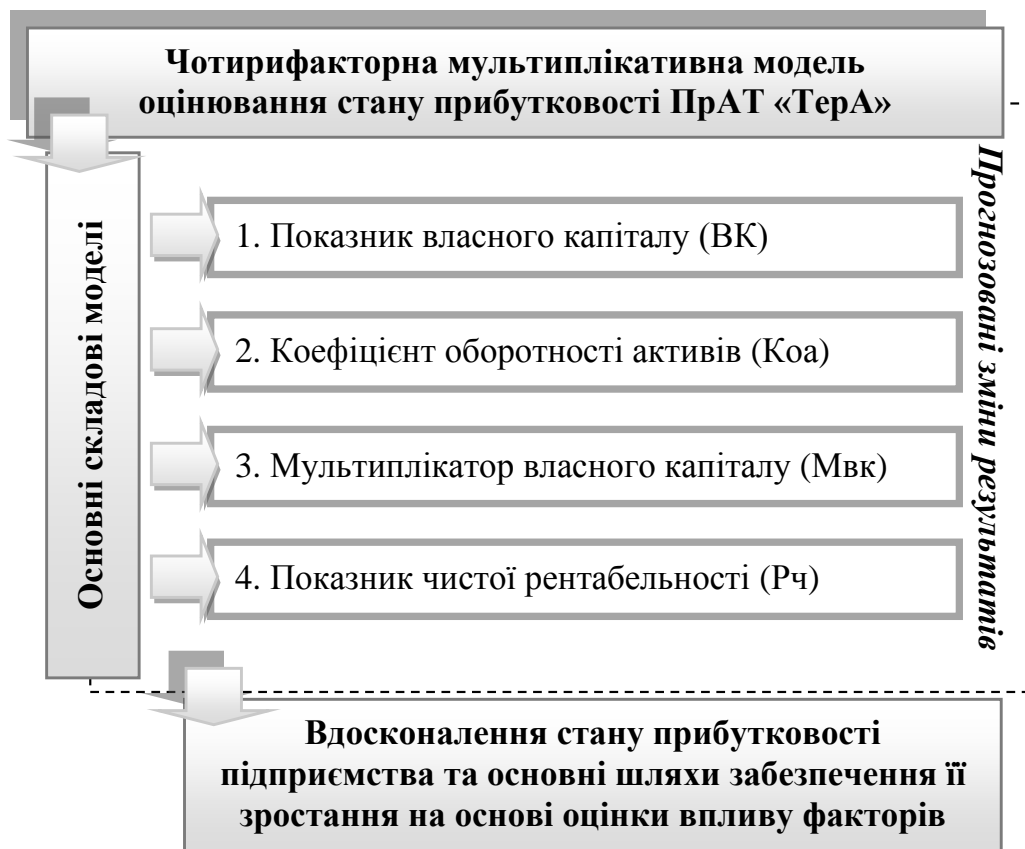 Чотирифакторна мультиплікативна модель
оцінювання стану прибутковості ПрАТ «ТерА»
Основні складові моделі
1. Показник власного капіталу (ВК)
2. Коефіцієнт оборотності активів (Коа)
3. Мультиплікатор власного капіталу (Мвк)
4. Показник чистої рентабельності (Рч)
Прогнозовані зміни результатів
Вдосконалення стану прибутковості
підприємства та основні шляхи забезпечення її
зростання на основі оцінки впливу факторів